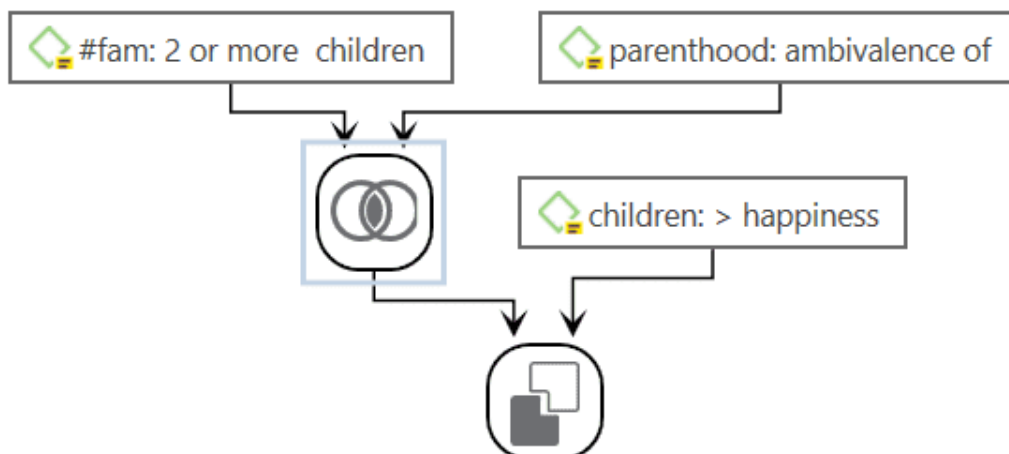 #fam: 2 or more children
parenthood: ambivalence of
children: > happiness